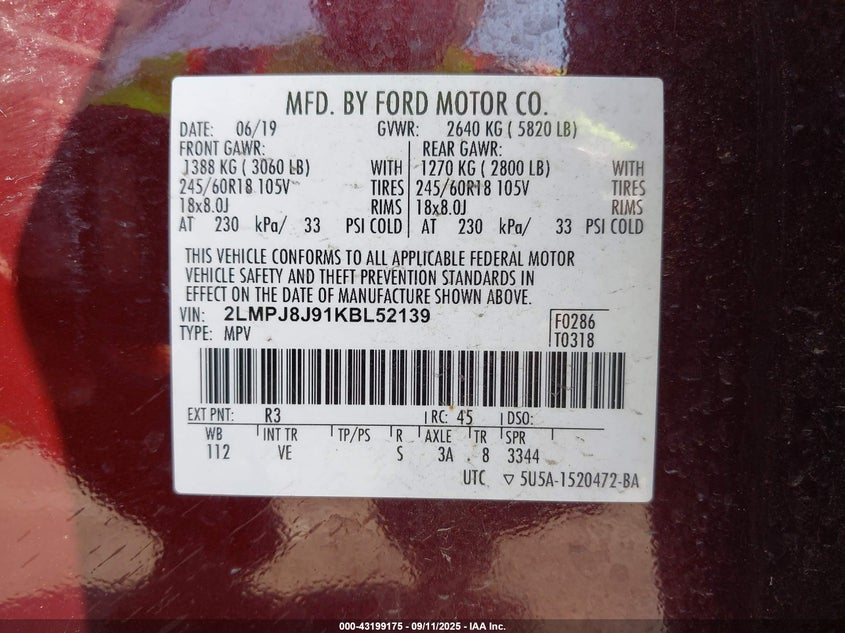 MFD. BY FORD MOTOR CO.
DATE: 06/19 GVWR: 2640 KG ( 5820 LB)
FRONT GAWR: REAR GAWR:
1388 KG ( 3060 LB) WITH 1270 KG ( 2800 LB) WITH
245/60R18 105V TIRES 245/60R18 105V TIRES
18x8.0J RIMS 18x8.0J RIMS
AT 230 kPa/ 33 PSI COLD AT 230 kPa/ 33 PSI COLD
THIS VEHICLE CONFORMS TO ALL APPLICABLE FEDERAL MOTOR
VEHICLE SAFETY AND THEFT PREVENTION STANDARDS IN
EFFECT ON THE DATE OF MANUFACTURE SHOWN ABOVE.
VIN: 2LMPJ8J91KBL52139 F0286
TYPE: MPV T0318
EXT PNT: R3 RC: 45 DSO:
WB INT TR TP/PS R AXLE TR SPR
112 VE S 3A 8 3344
UTC ▽ 5U5A-1520472-BA
000-43199175 - 09/11/2025 - IAA Inc.